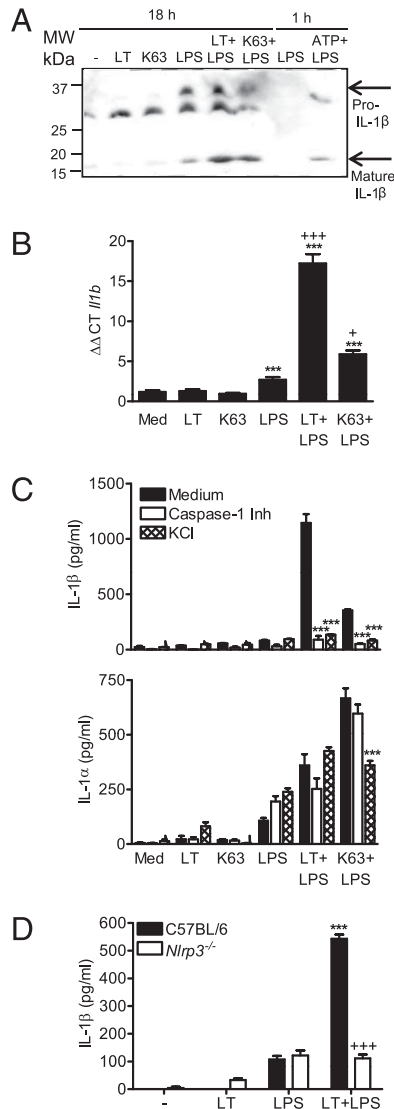 A
18 h
1 h
MW
kDa
- LT K63 LPS LT+ LPS K63+ LPS LPS ATP+ LPS
37
25
20
15
Pro-
IL-1β
Mature
IL-1β
B
ΔΔCT Il1b
20
15
10
5
0
+++
***
***
+
***
Med LT K63 LPS LT+ K63+
LPS LPS
C
Medium
Caspase-1 Inh
KCl
IL-1β (pg/ml)
1500
1000
500
0
***
***
***
***
IL-1α (pg/ml)
750
500
250
0
***
Med LT K63 LPS LT+ K63+
LPS LPS
D
C57BL/6
Nlrp3-/-
IL-1β (pg/ml)
600
500
400
300
200
100
0
***
+++
- LT LPS LT+LPS